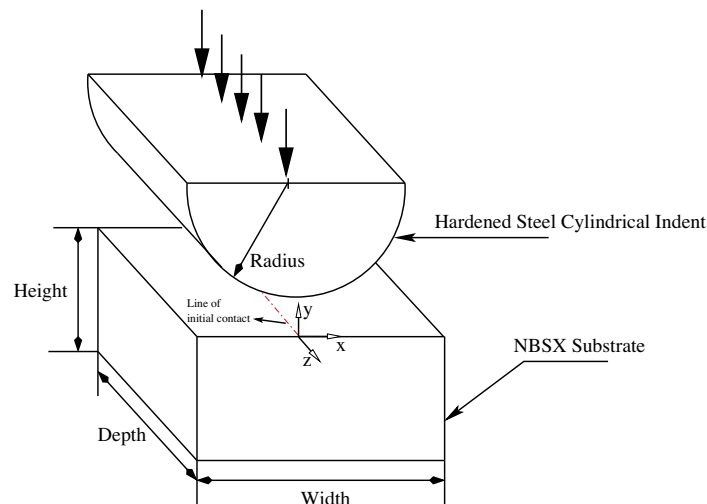 Hardened Steel Cylindrical Indent
Radius
Height
Line of
initial contact
y
x
z
NBSX Substrate
Depth
Width